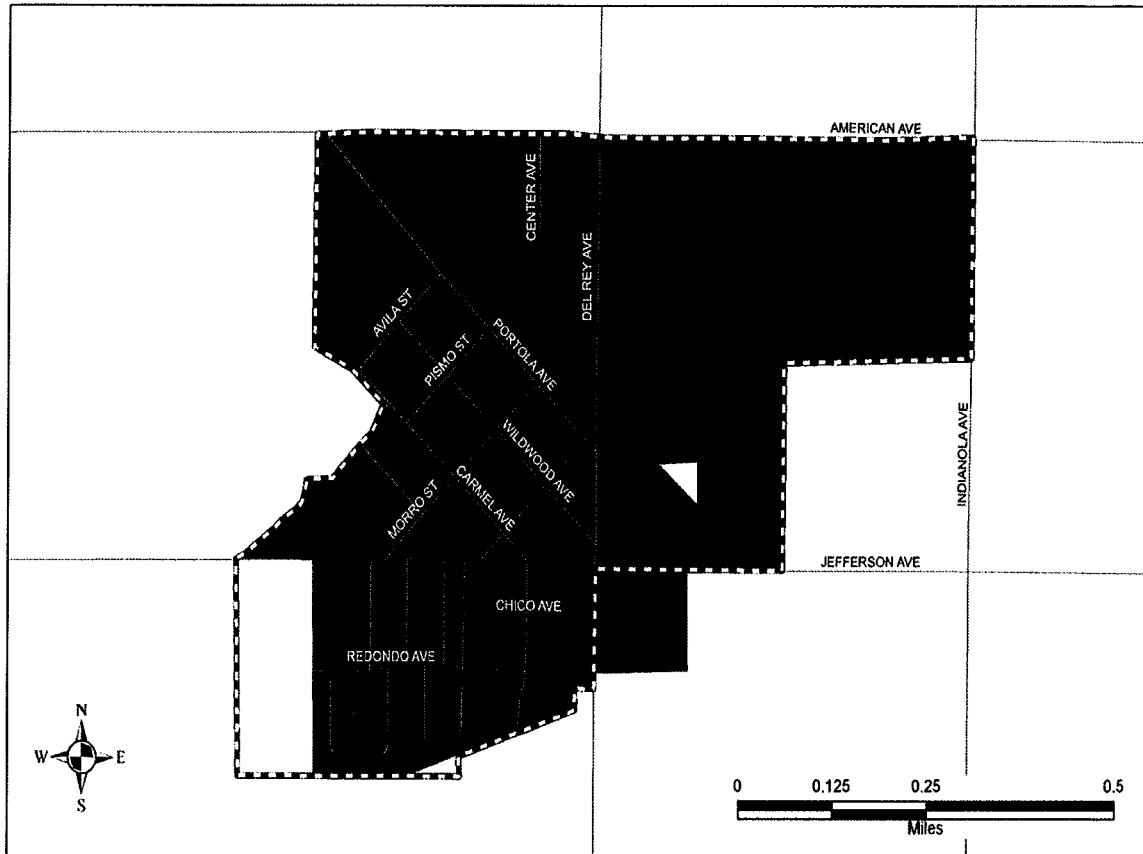 AMERICAN AVE
CENTER AVE
DEL REY AVE
AVILA ST
PISMO ST
PORTOLA AVE
WILDWOOD AVE
CARMEL AVE
MORRO ST
INDIANOLA AVE
JEFFERSON AVE
CHICO AVE
REDONDO AVE
N
W E
S
0 0.125 0.25 0.5
Miles